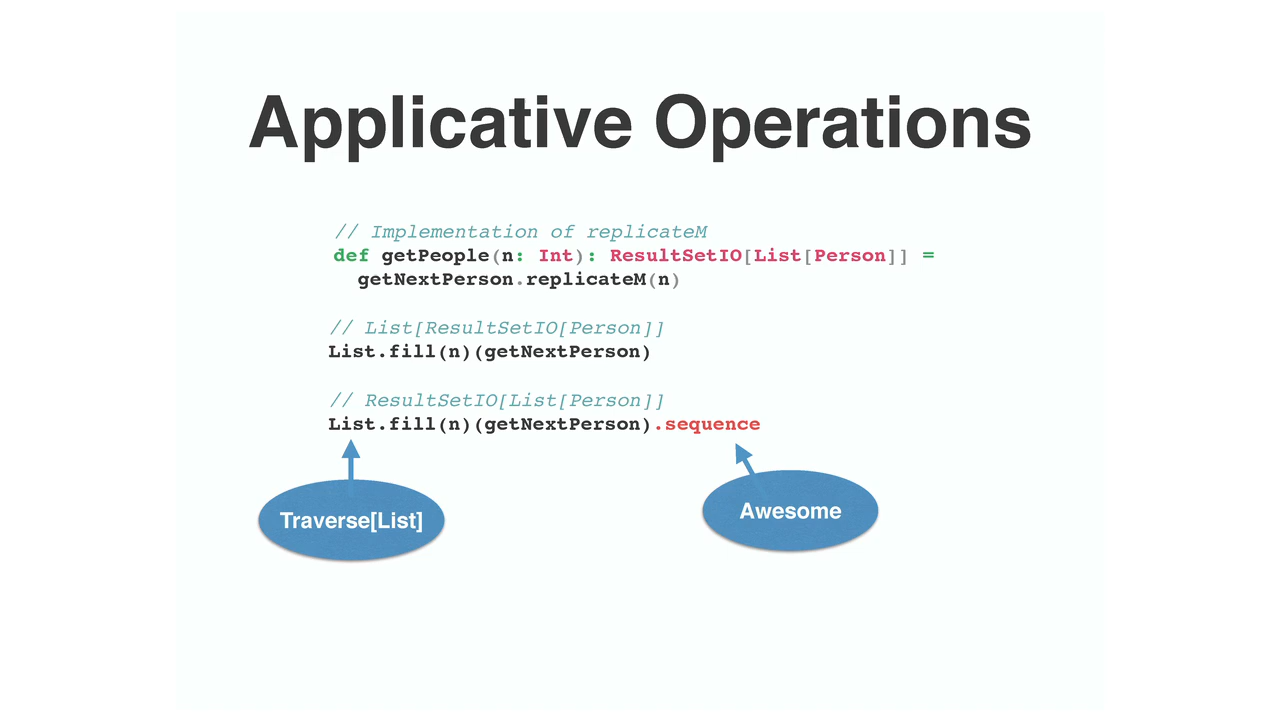 Applicative Operations
// Implementation of replicateM
def getPeople(n: Int): ResultSetIO[List[Person]] =
getNextPerson.replicateM(n)
// List[ResultSetIO[Person]]
List.fill(n)(getNextPerson)
// ResultSetIO[List[Person]]
List.fill(n)(getNextPerson).sequence
Traverse[List]
Awesome